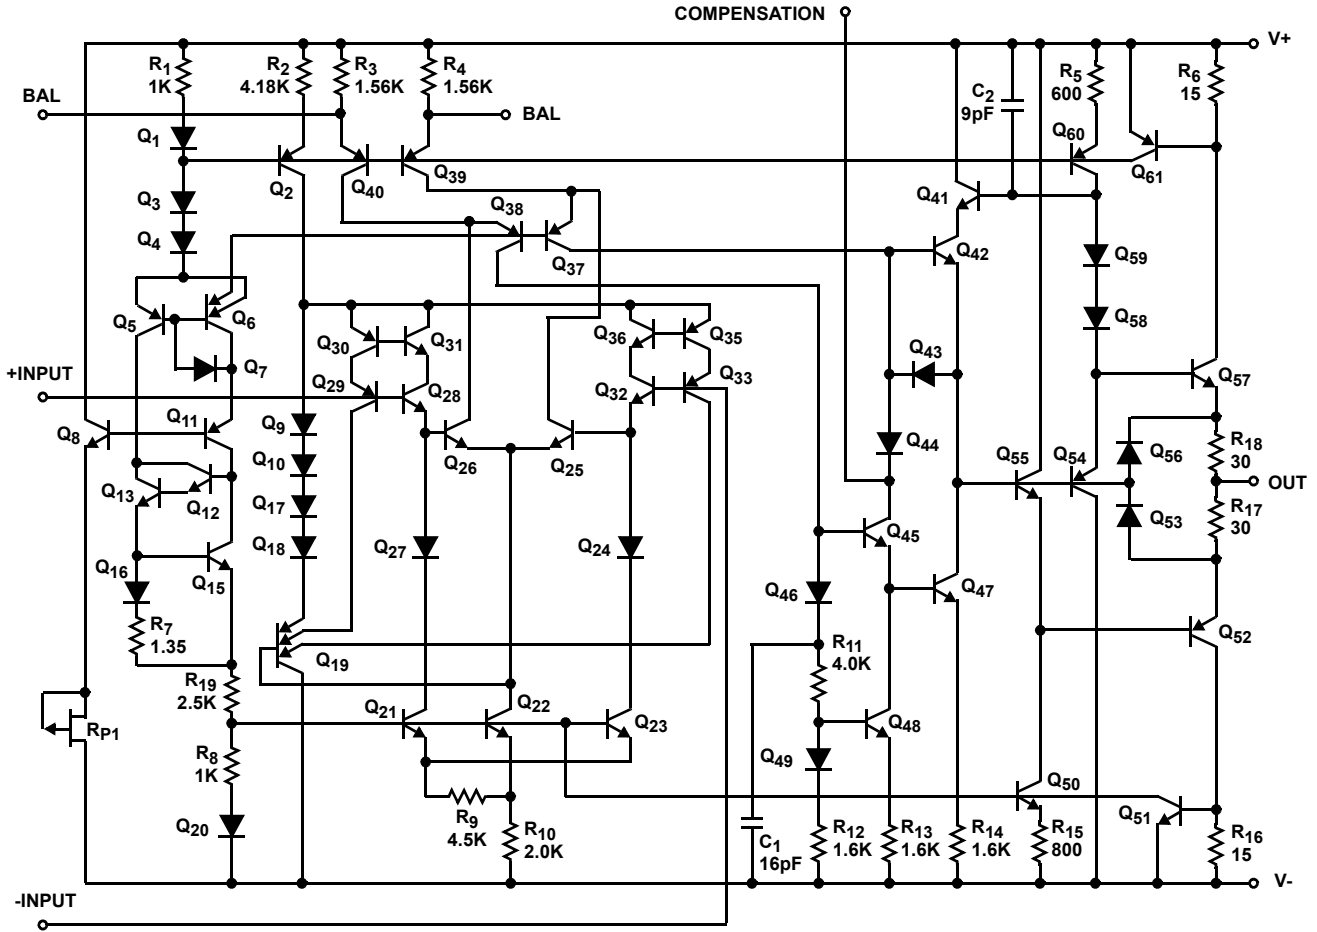 COMPENSATION
V+
R1
1K
R2
4.18K
R3
1.56K
R4
1.56K
C2
9pF
R5
600
R6
15
BAL
BAL
Q1
Q2
Q40
Q39
Q60
Q61
Q3
Q38
Q41
Q4
Q37
Q42
Q59
Q5
Q6
Q58
Q30
Q31
Q36
Q35
Q43
Q7
+INPUT
Q29
Q28
Q32
Q33
Q57
Q8
Q11
Q9
Q44
R18
30
Q10
Q26
Q25
Q55
Q54
Q56
OUT
Q13
Q12
Q17
R17
30
Q53
Q18
Q27
Q24
Q45
Q16
Q15
Q46
Q47
R7
1.35
Q19
R11
4.0K
Q52
R19
2.5K
Q21
Q22
Q23
Q48
RP1
R8
1K
Q49
Q50
Q20
R9
4.5K
R10
2.0K
C1
16pF
R12
1.6K
R13
1.6K
R14
1.6K
R15
800
Q51
R16
15
V-
-INPUT